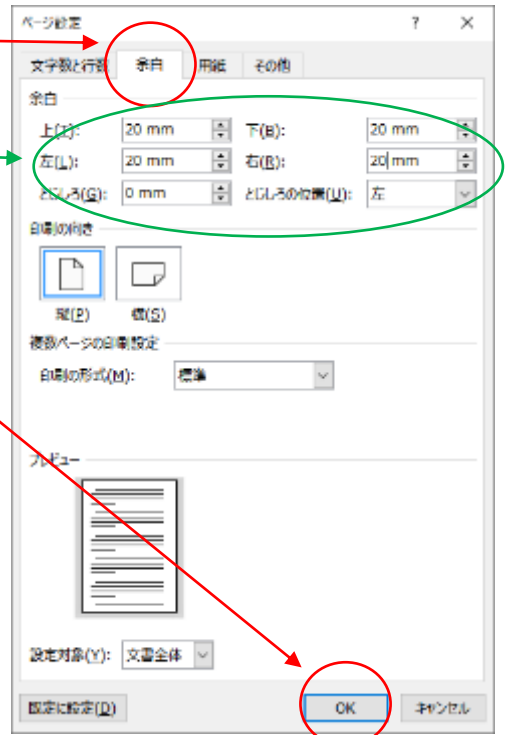 ページ設定 ? ×
文字数と行数 余白 用紙 その他
余白
上(T): 20 mm 下(B): 20 mm
左(L): 20 mm 右(R): 20 mm
とじしろ(G): 0 mm とじしろの位置(U): 左
印刷の向き
縦(P) 横(S)
複数ページの印刷設定
印刷の形式(M): 標準
プレビュー
設定対象(Y): 文書全体
既定に設定(D) OK キャンセル